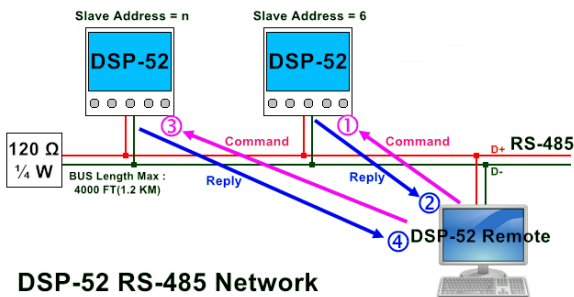 Slave Address = n
Slave Address = 6
DSP-52
DSP-52
③
①
120 Ω
¼ W
Command
Command
D+
RS-485
D-
BUS Length Max :
4000 FT(1.2 KM)
Reply
Reply
②
④
DSP-52 Remote
DSP-52 RS-485 Network